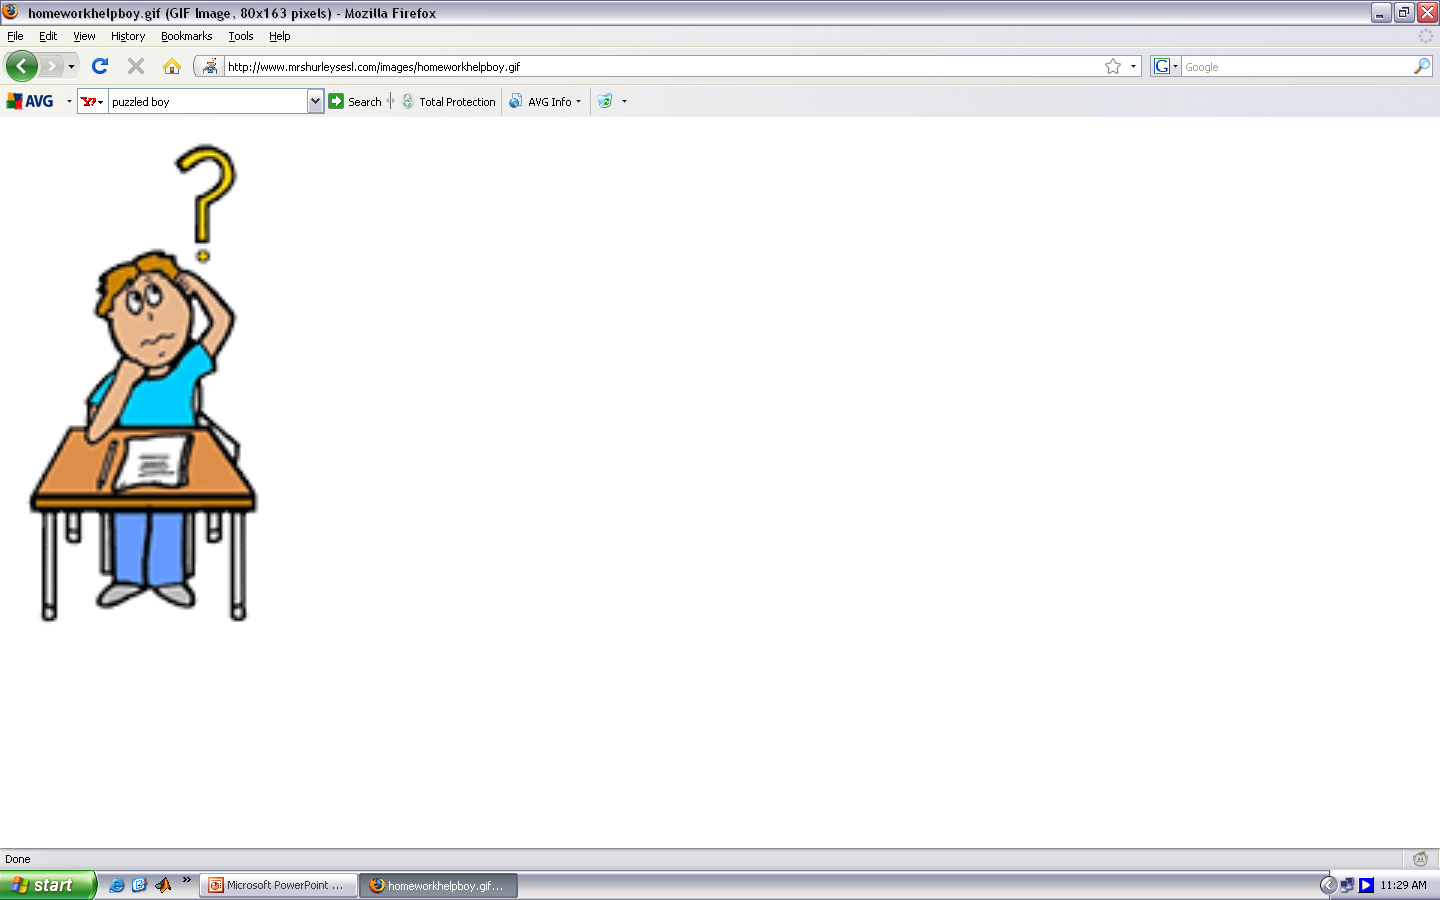 homeworkhelpboy.gif (GIF Image, 80x163 pixels) - Mozilla Firefox
File Edit View History Bookmarks Tools Help
http://www.mrshurleysesl.com/images/homeworkhelpboy.gif G Google
AVG Y! puzzled boy Search Total Protection AVG Info
?
Done
start » Microsoft PowerPoint ... homeworkhelpboy.gif... 11:29 AM